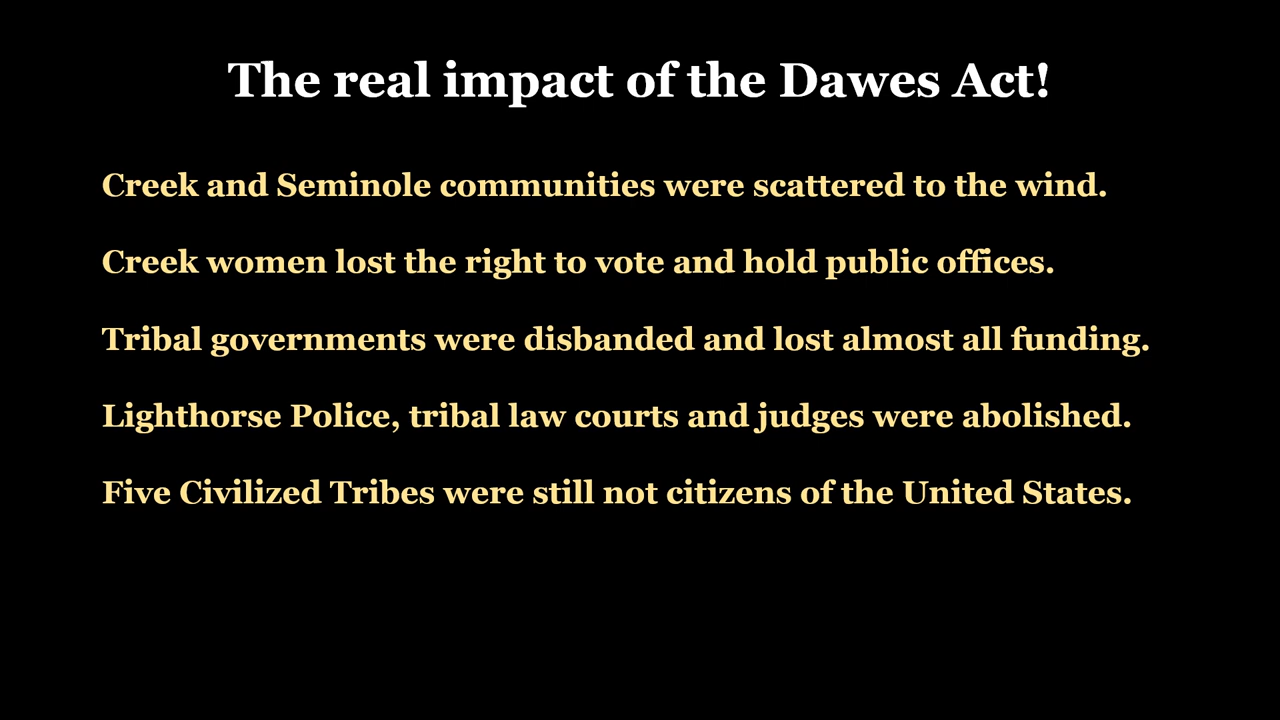 The real impact of the Dawes Act!
Creek and Seminole communities were scattered to the wind.
Creek women lost the right to vote and hold public offices.
Tribal governments were disbanded and lost almost all funding.
Lighthorse Police, tribal law courts and judges were abolished.
Five Civilized Tribes were still not citizens of the United States.